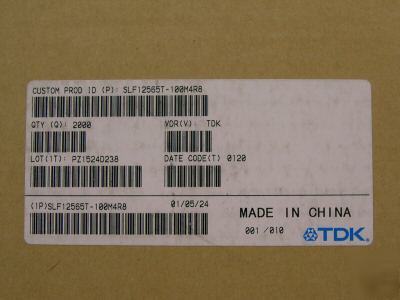 CUSTOM PROD ID (P): SLF12565T-100M4R8
QTY (Q): 2000 VDR(V): TDK
LOT(1T): PZ1524D238 DATE CODE(T) 0120
(1P)SLF12565T-100M4R8 01/05/24
MADE IN CHINA
001 /010 TDK